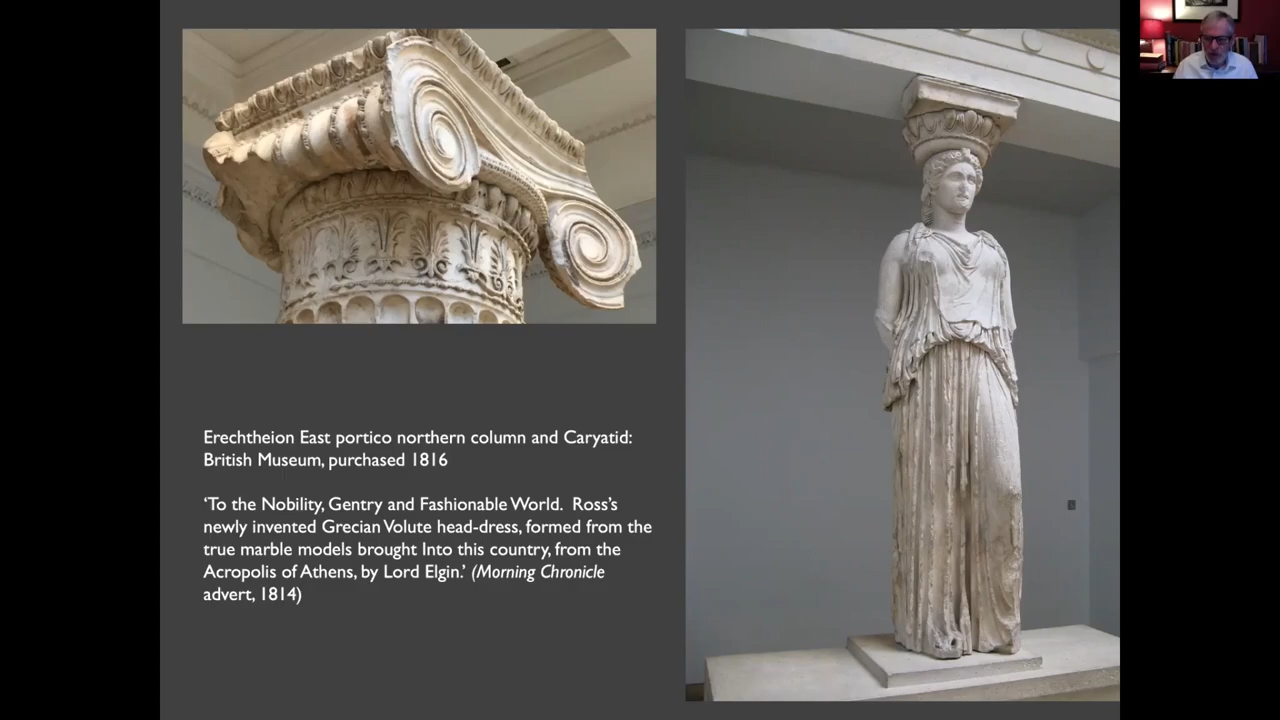 Erechtheion East portico northern column and Caryatid:
British Museum, purchased 1816
‘To the Nobility, Gentry and Fashionable World.  Ross’s
newly invented Grecian Volute head-dress, formed from the
true marble models brought Into this country, from the
Acropolis of Athens, by Lord Elgin.’ (Morning Chronicle
advert, 1814)